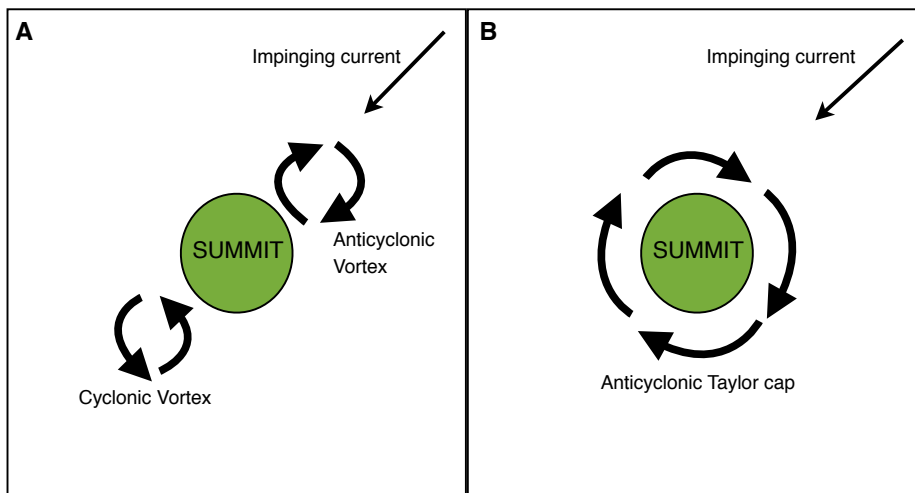 A
Impinging current
SUMMIT
Anticyclonic
Vortex
Cyclonic Vortex
B
Impinging current
SUMMIT
Anticyclonic Taylor cap